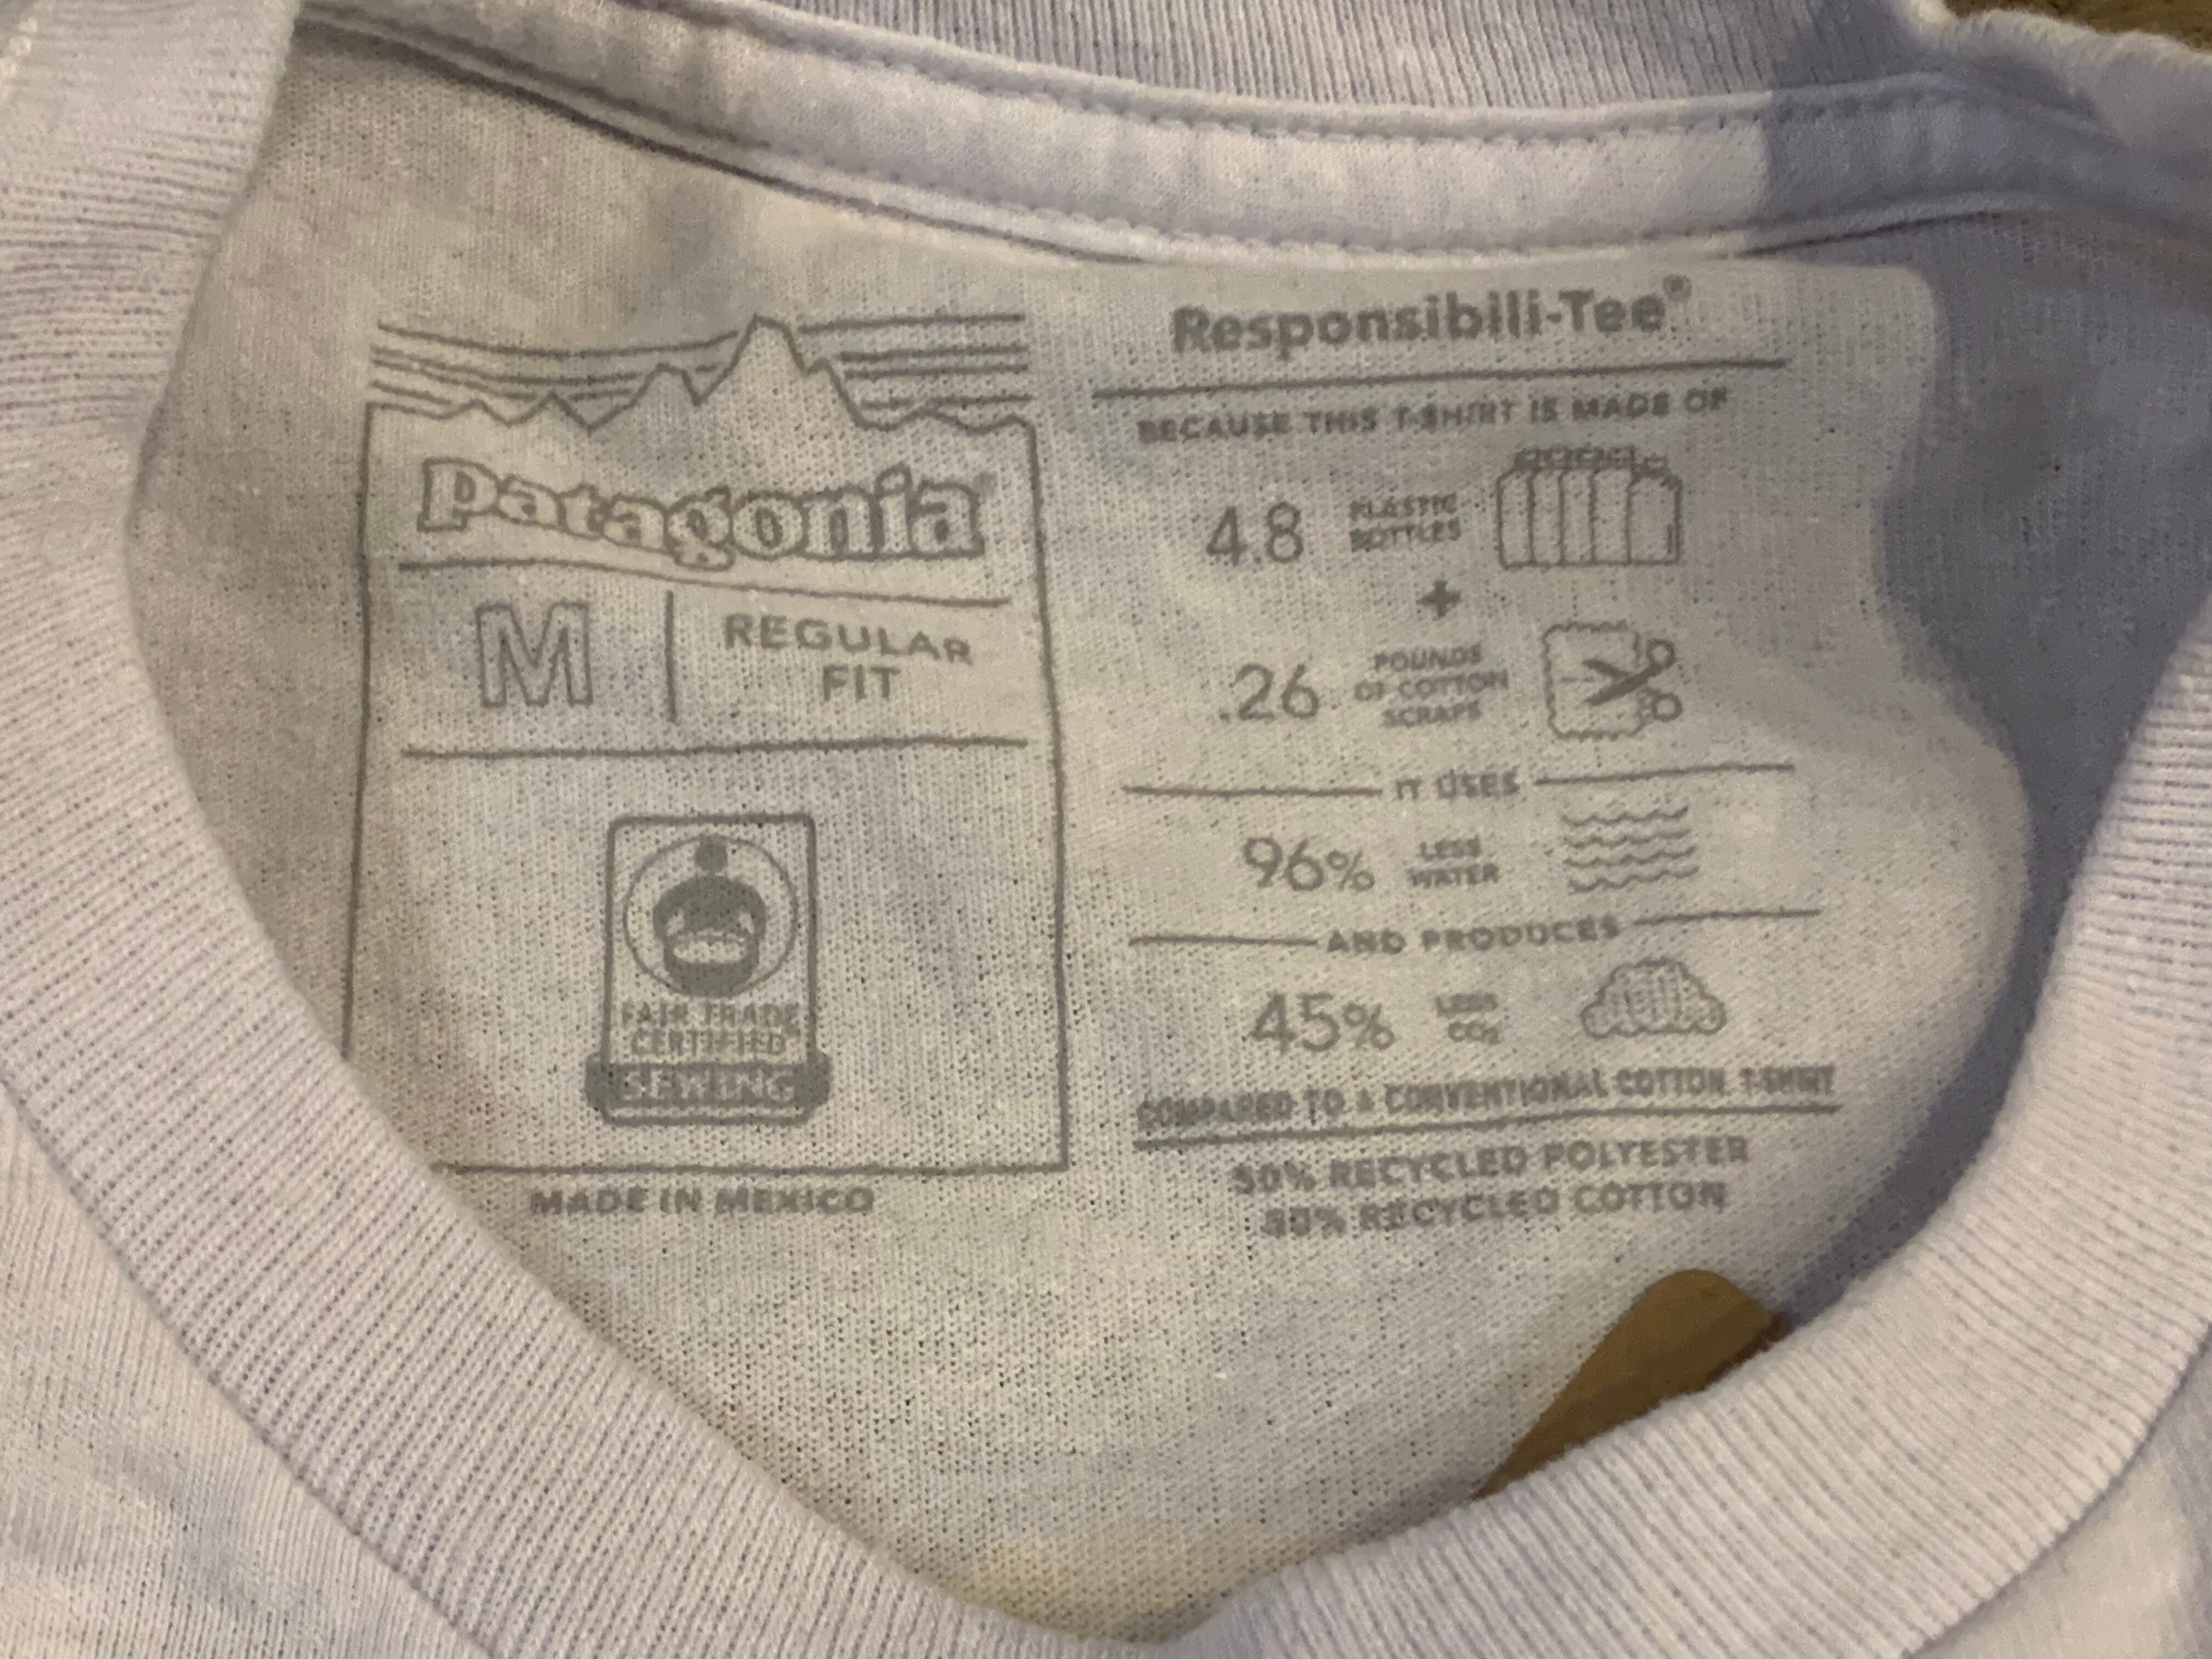 patagonia®
M | REGULAR
FIT
FAIR TRADE
CERTIFIED
SEWING
MADE IN MEXICO
Responsibili-Tee®
BECAUSE THIS T-SHIRT IS MADE OF
4.8 PLASTIC
BOTTLES
+
.26 POUNDS
OF COTTON
SCRAPS
IT USES
96% LESS
WATER
AND PRODUCES
45% LESS
CO₂
COMPARED TO A CONVENTIONAL COTTON T-SHIRT
50% RECYCLED POLYESTER
50% RECYCLED COTTON